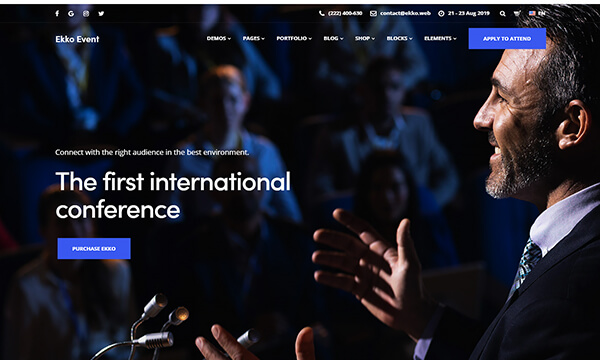 (222) 400-630 contact@ekko.web 21 - 23 Aug 2019 EN
Ekko Event DEMOS PAGES PORTFOLIO BLOG SHOP BLOCKS ELEMENTS APPLY TO ATTEND
Connect with the right audience in the best environment.
The first international
conference
PURCHASE EKKO